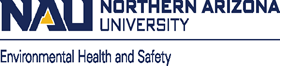 NAU NORTHERN ARIZONA
UNIVERSITY
Environmental Health and Safety